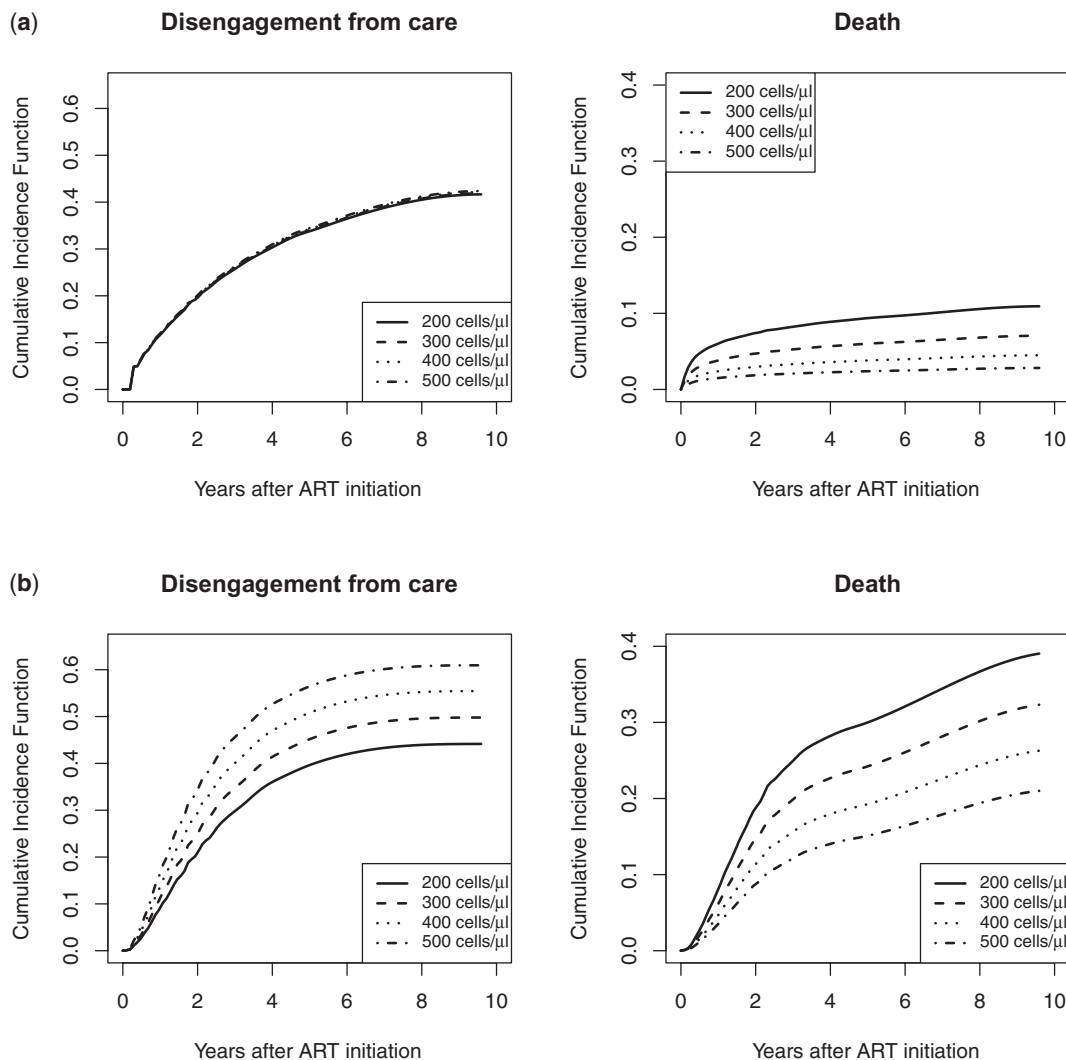 (a)
Disengagement from care
Death
Cumulative Incidence Function
0.0 0.1 0.2 0.3 0.4 0.5 0.6
200 cells/μl
300 cells/μl
400 cells/μl
500 cells/μl
0 2 4 6 8 10
Years after ART initiation
Cumulative Incidence Function
0.0 0.1 0.2 0.3 0.4
200 cells/μl
300 cells/μl
400 cells/μl
500 cells/μl
0 2 4 6 8 10
Years after ART initiation
(b)
Disengagement from care
Death
Cumulative Incidence Function
0.0 0.1 0.2 0.3 0.4 0.5 0.6
200 cells/μl
300 cells/μl
400 cells/μl
500 cells/μl
0 2 4 6 8 10
Years after ART initiation
Cumulative Incidence Function
0.0 0.1 0.2 0.3 0.4
200 cells/μl
300 cells/μl
400 cells/μl
500 cells/μl
0 2 4 6 8 10
Years after ART initiation